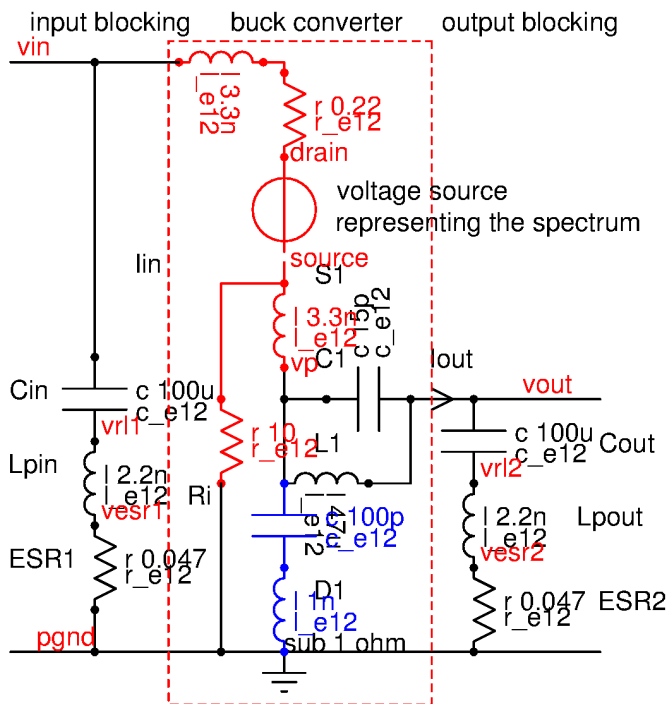 input blocking
buck converter
output blocking
vin
l 3.3n
l_e12
r 0.22
r_e12
drain
voltage source
representing the spectrum
source
Iin
S1
l 3.3n
l_e12
c 15p
c_e12
vp
C1
Iout
Cin
c 100u
c_e12
vout
vrl1
r 10
r_e12
L1
c 100u
c_e12
Cout
vrl2
Lpin
l 2.2n
l_e12
Ri
l_e12
c 100p
c_e12
vesr1
l 2.2n
l_e12
Lpout
vesr2
ESR1
r 0.047
r_e12
D1
l 1n
l_e12
r 0.047
r_e12
ESR2
pgnd
sub 1 ohm